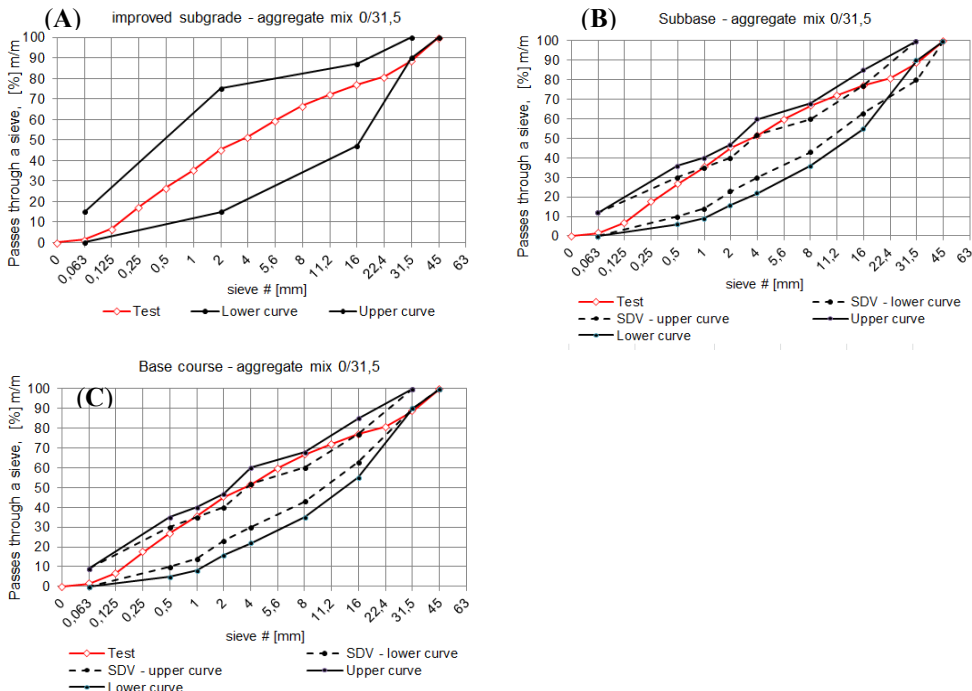 (A)
improved subgrade - aggregate mix 0/31,5
Passes through a sieve, [%] m/m
100
90
80
70
60
50
40
30
20
10
0
0 0,063 0,125 0,25 0,5 1 2 4 5,6 8 11,2 16 22,4 31,5 45 63
sieve # [mm]
Test Lower curve Upper curve
(B)
Subbase - aggregate mix 0/31,5
Passes through a sieve, [%] m/m
100
90
80
70
60
50
40
30
20
10
0
0 0,063 0,125 0,25 0,5 1 2 4 5,6 8 11,2 16 22,4 31,5 45 63
sieve # [mm]
Test SDV - lower curve
SDV - upper curve Upper curve
Lower curve
(C)
Base course - aggregate mix 0/31,5
Passes through a sieve, [%] m/m
100
90
80
70
60
50
40
30
20
10
0
0 0,063 0,125 0,25 0,5 1 2 4 5,6 8 11,2 16 22,4 31,5 45 63
sieve # [mm]
Test SDV - lower curve
SDV - upper curve Upper curve
Lower curve